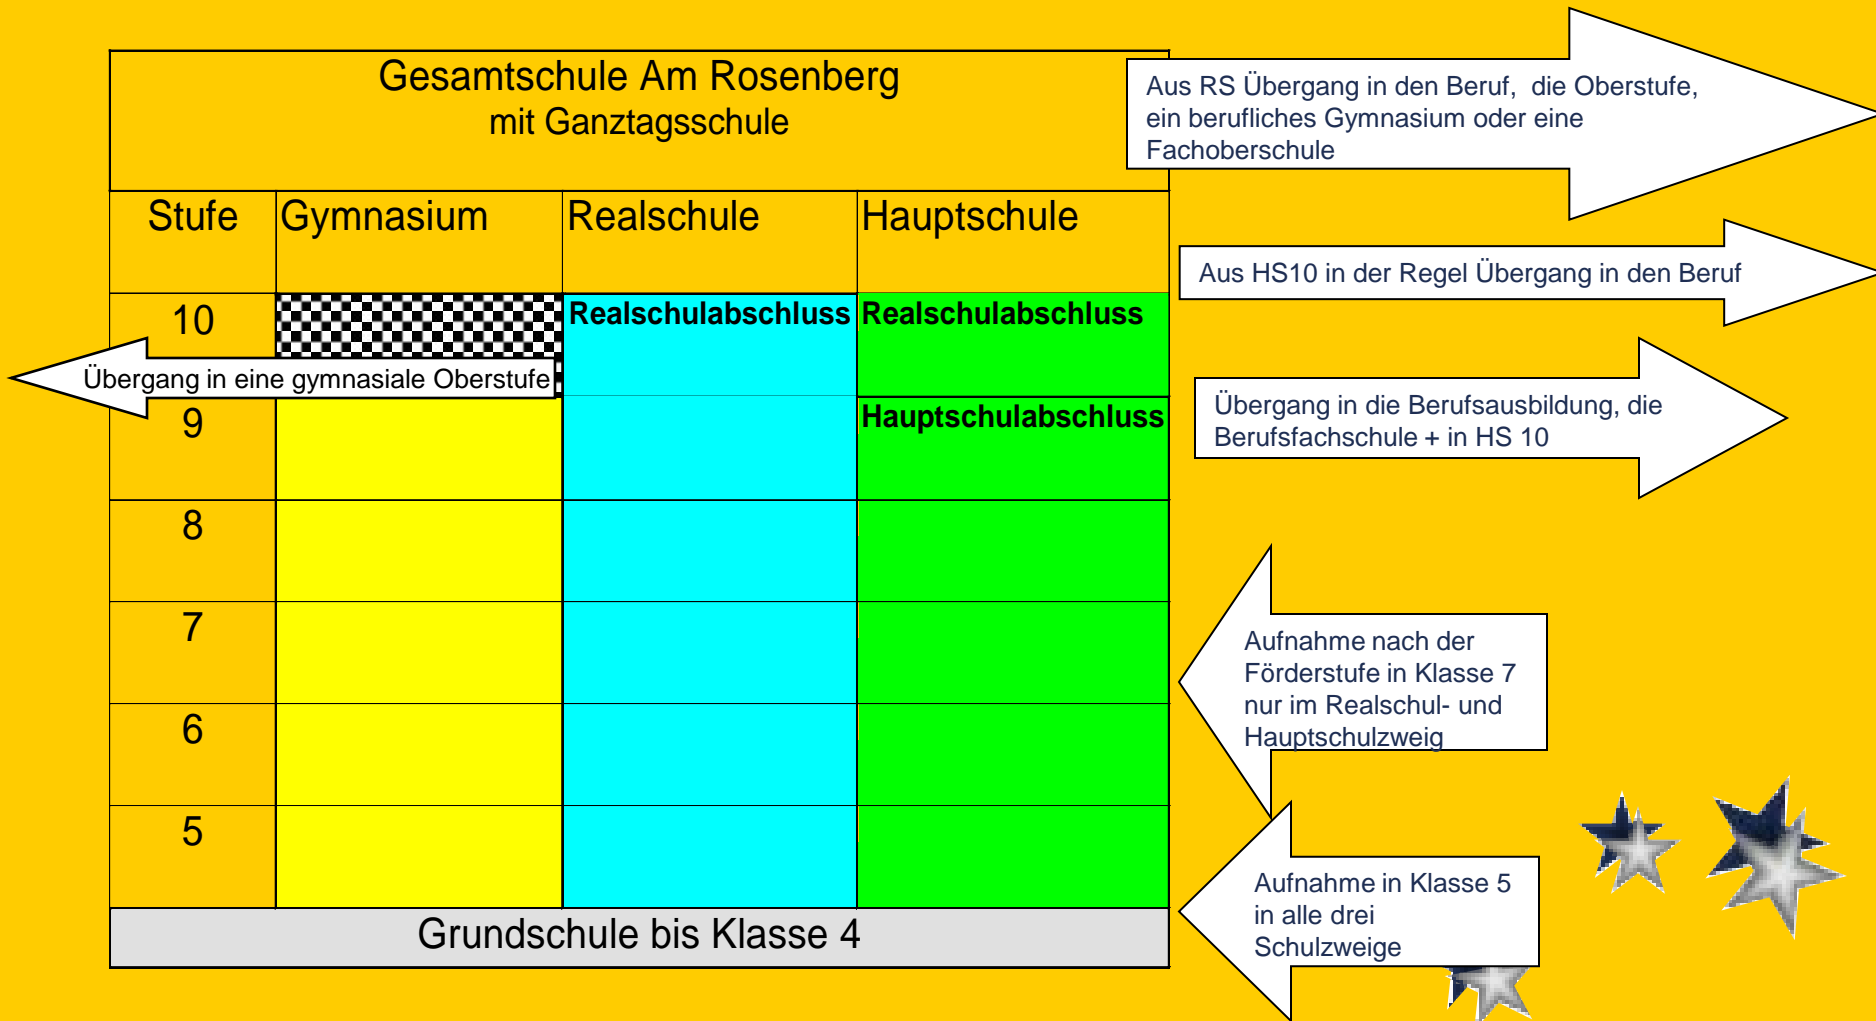 Gesamtschule Am Rosenberg
mit Ganztagsschule
Stufe Gymnasium Realschule Hauptschule
10 Realschulabschluss Realschulabschluss
Übergang in eine gymnasiale Oberstufe
9 Hauptschulabschluss
8
7
6
5
Grundschule bis Klasse 4
Aus RS Übergang in den Beruf, die Oberstufe,
ein berufliches Gymnasium oder eine
Fachoberschule
Aus HS10 in der Regel Übergang in den Beruf
Übergang in die Berufsausbildung, die
Berufsfachschule + in HS 10
Aufnahme nach der
Förderstufe in Klasse 7
nur im Realschul- und
Hauptschulzweig
Aufnahme in Klasse 5
in alle drei
Schulzweige